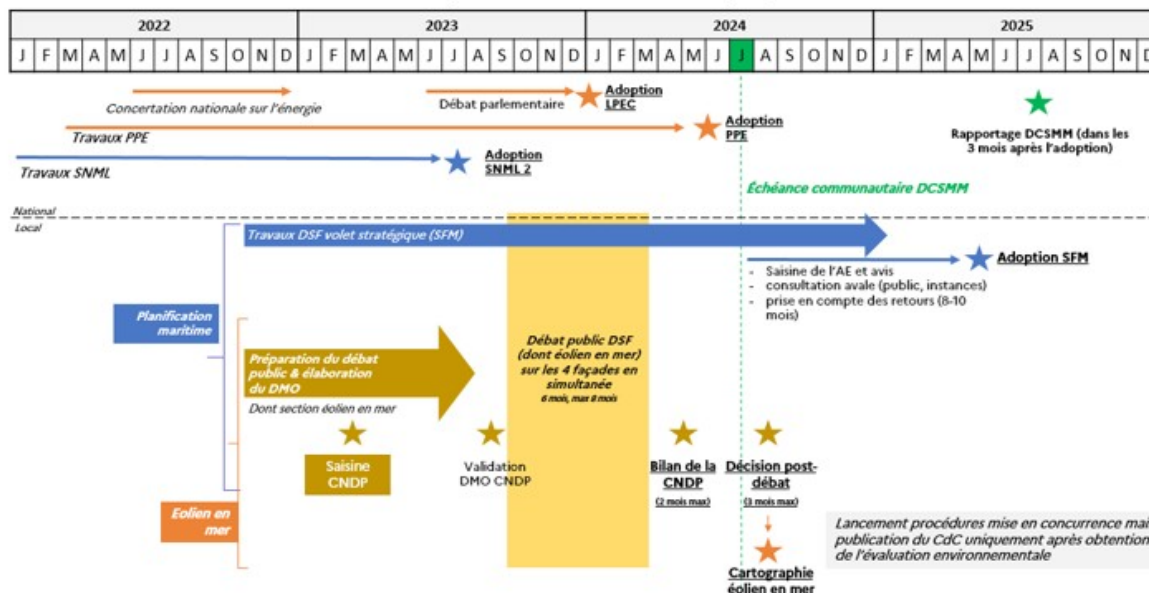 2022 2023 2024 2025
J F M A M J J A S O N D J F M A M J J A S O N D J F M A M J J A S O N D J F M A M J J A S O N D
Concertation nationale sur l'énergie
Débat parlementaire
Adoption
LPEC
Travaux PPE
Adoption
PPE
Rapportage DCSMM (dans les
3 mois après l'adoption)
Travaux SNML
Adoption
SNML 2
Échéance communautaire DCSMM
National
Local
Travaux DSF volet stratégique (SFM)
Adoption SFM
- Saisine de l'AE et avis
- consultation avale (public, instances)
- prise en compte des retours (8-10
mois)
Planification
maritime
Préparation du débat
public & élaboration
du DMO
Dont section éolien en mer
Débat public DSF
(dont éolien en mer)
sur les 4 façades en
simultanée
6 mois, max 8 mois
Saisine
CNDP
Validation
DMO CNDP
Bilan de la
CNDP
(2 mois max)
Décision post-
débat
(3 mois max)
Eolien en
mer
Cartographie
éolien en mer
Lancement procédures mise en concurrence mai
publication du CdC uniquement après obtention
de l'évaluation environnementale